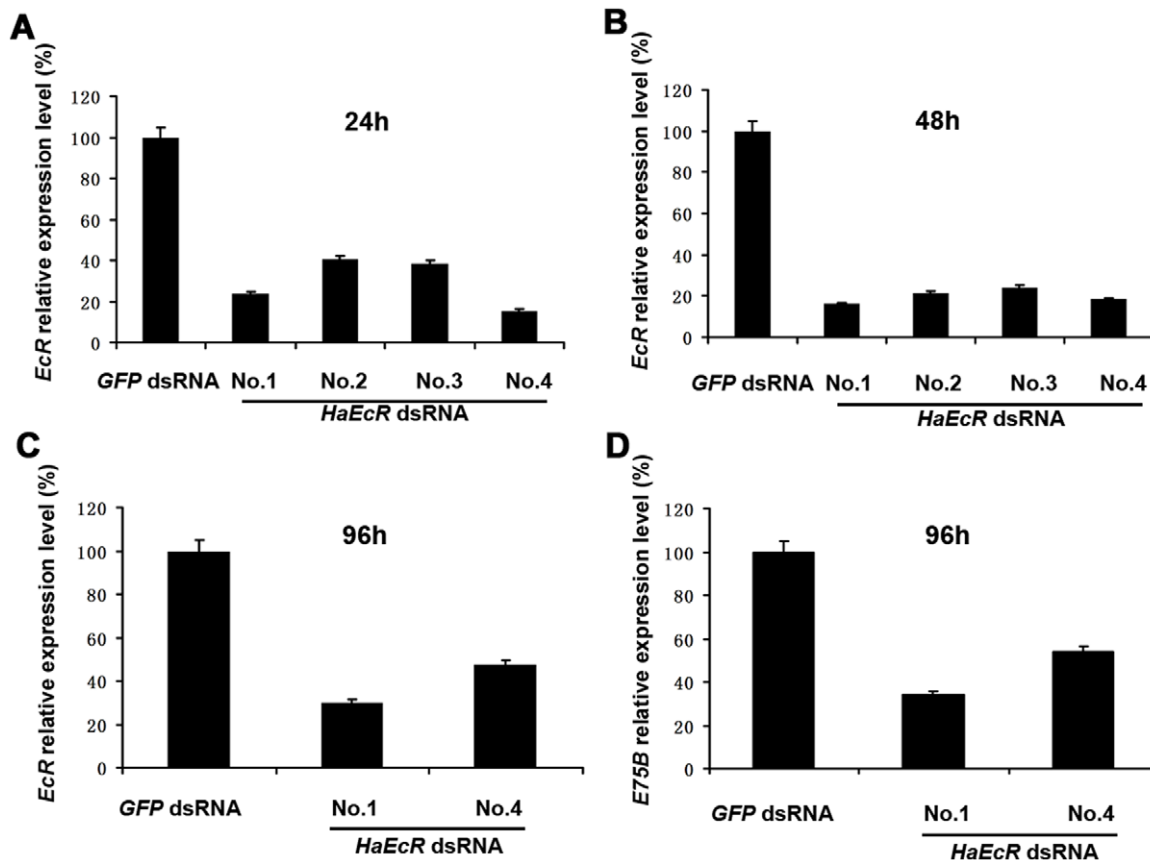 A
EcR relative expression level (%)
120
100
80
60
40
20
0
24h
GFP dsRNA No.1 No.2 No.3 No.4
HaEcR dsRNA
B
EcR relative expression level (%)
120
100
80
60
40
20
0
48h
GFP dsRNA No.1 No.2 No.3 No.4
HaEcR dsRNA
C
EcR relative expression level (%)
120
100
80
60
40
20
0
96h
GFP dsRNA No.1 No.4
HaEcR dsRNA
D
E75B relative expression level (%)
120
100
80
60
40
20
0
96h
GFP dsRNA No.1 No.4
HaEcR dsRNA